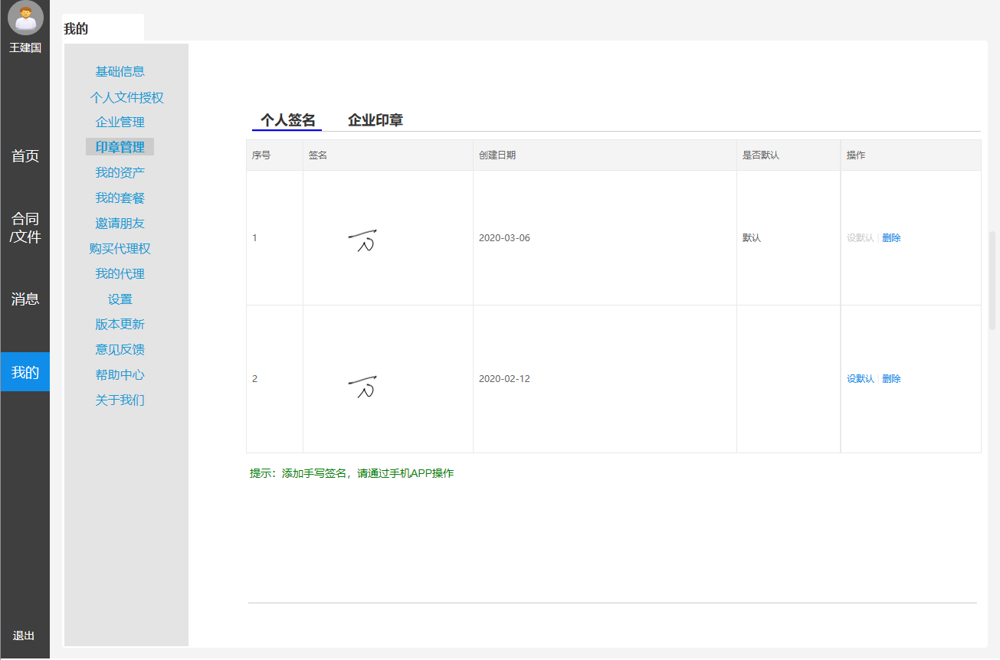 王建国
首页
合同
/文件
消息
我的
退出
我的
基础信息
个人文件授权
企业管理
印章管理
我的资产
我的套餐
邀请朋友
购买代理权
我的代理
设置
版本更新
意见反馈
帮助中心
关于我们
个人签名 企业印章
序号 签名 创建日期 是否默认 操作
1 2020-03-06 默认 设默认 | 删除
2 2020-02-12 设默认 | 删除
提示：添加手写签名，请通过手机APP操作